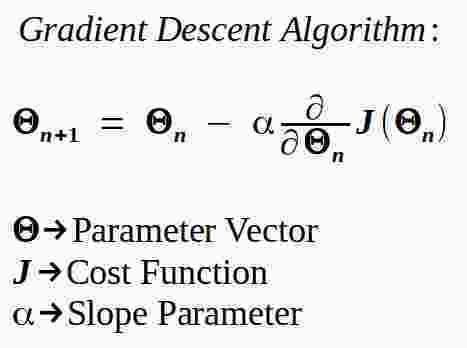 Gradient Descent Algorithm:
Θₙ₊₁ = Θₙ − α ∂/∂Θₙ J(Θₙ)
Θ→Parameter Vector
J→Cost Function
α→Slope Parameter